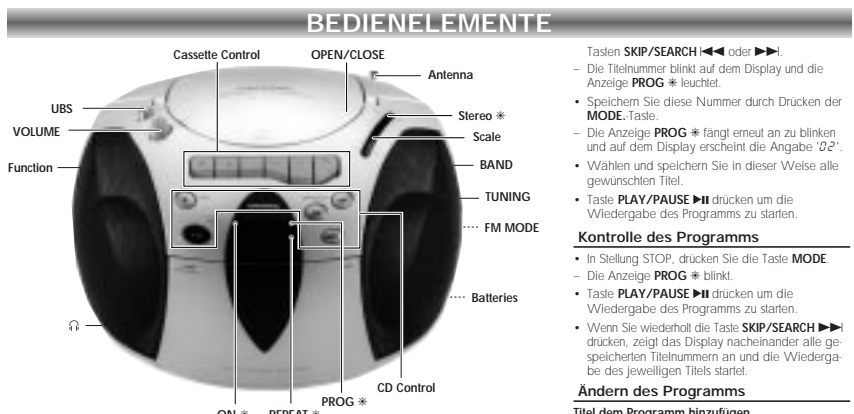 BEDIENELEMENTE
Cassette Control
OPEN/CLOSE
Antenna
UBS
VOLUME
Stereo ✳
Scale
Function
BAND
TUNING
FM MODE
Batteries
CD Control
PROG ✳
ON ✳
REPEAT ✳
Tasten SKIP/SEARCH I◀◀ oder ▶▶I.
– Die Titelnummer blinkt auf dem Display und die
Anzeige PROG ✳ leuchtet.
• Speichern Sie diese Nummer durch Drücken der
MODE.-Taste.
– Die Anzeige PROG ✳ fängt erneut an zu blinken
und auf dem Display erscheint die Angabe '02'.
• Wählen und speichern Sie in dieser Weise alle
gewünschten Titel.
• Taste PLAY/PAUSE ▶II drücken um die
Wiedergabe des Programms zu starten.
Kontrolle des Programms
• In Stellung STOP, drücken Sie die Taste MODE.
– Die Anzeige PROG ✳ blinkt.
• Taste PLAY/PAUSE ▶II drücken um die
Wiedergabe des Programms zu starten.
• Wenn Sie wiederholt die Taste SKIP/SEARCH ▶▶I
drücken, zeigt das Display nacheinander alle ge-
speicherten Titelnummern an und die Wiederga-
be des jeweiligen Titels startet.
Ändern des Programms
Titel dem Programm hinzufügen